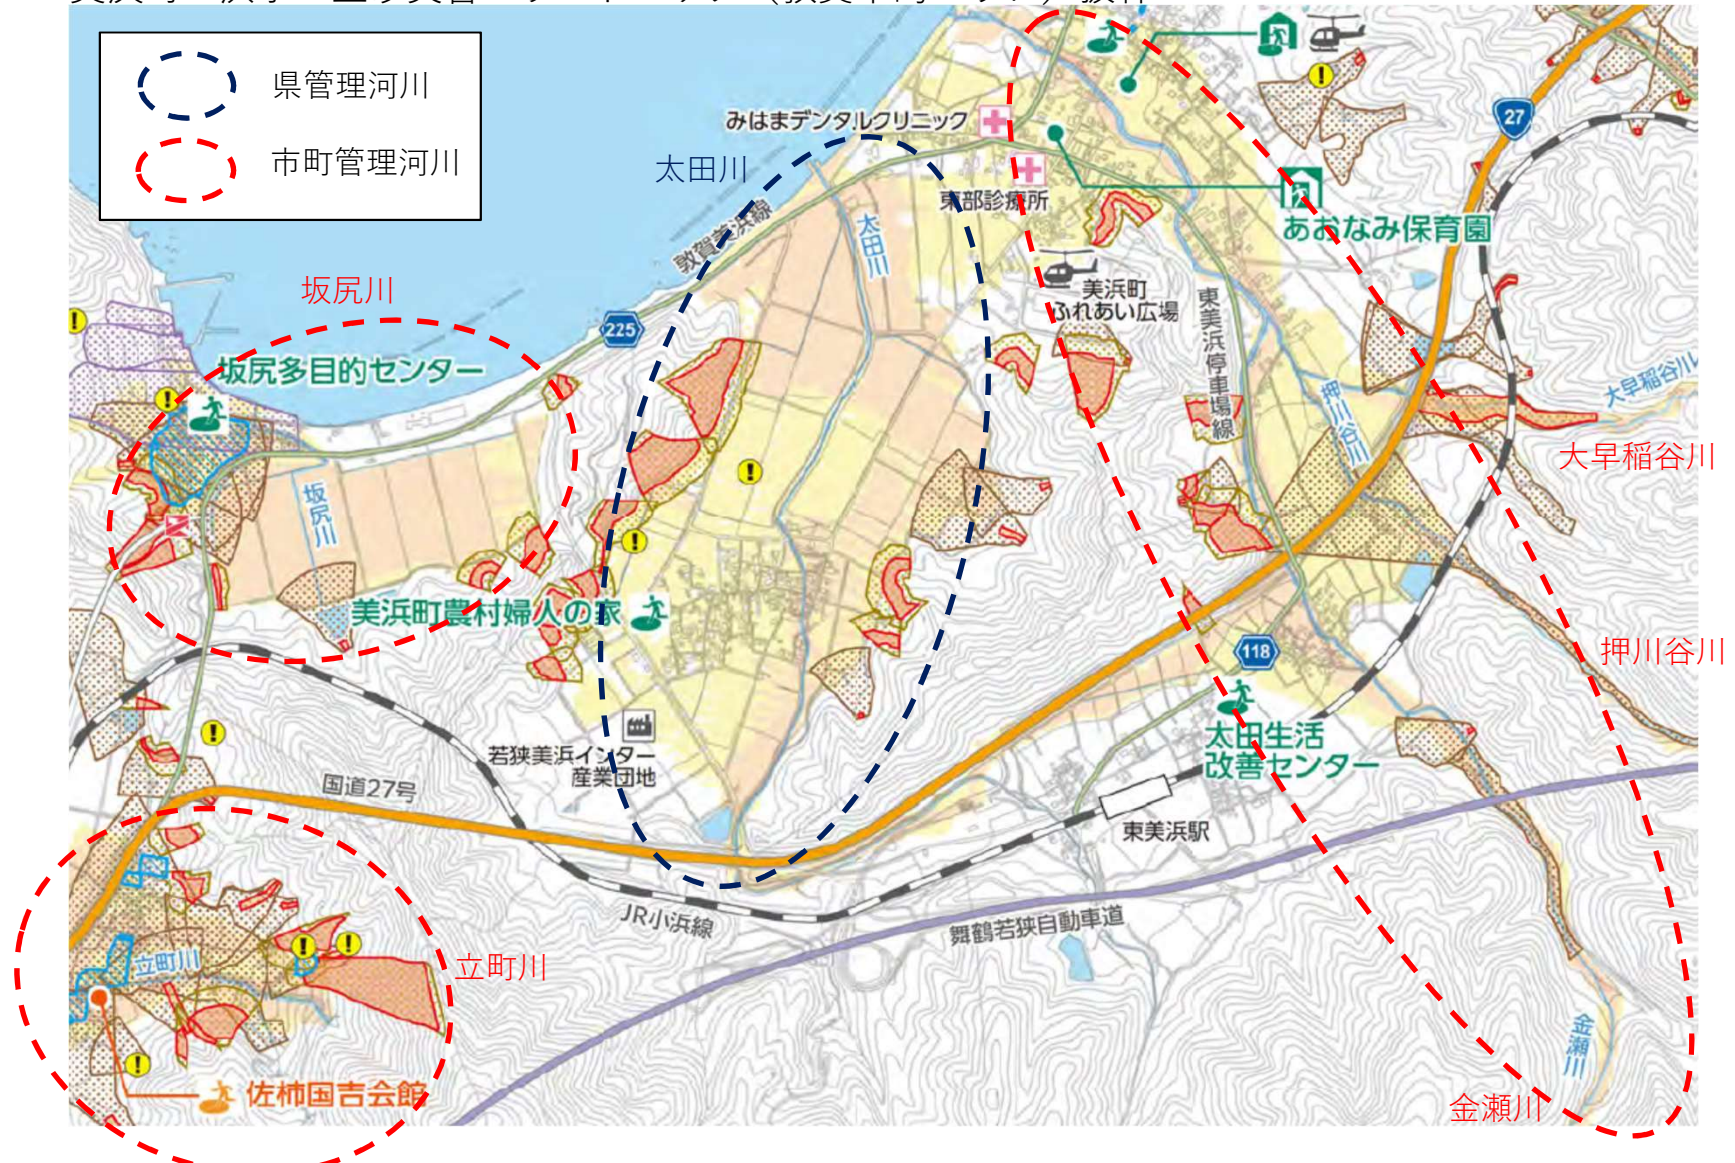 県管理河川
市町管理河川
27
みはまデンタルクリニック
太田川
東部診療所
敦賀美浜線
太田川
あおなみ保育園
美浜町
ふれあい広場
東美浜停車場線
坂尻川
225
坂尻多目的センター
大早稲谷川
押川谷川
大早稲谷川
坂尻川
美浜町農村婦人の家
押川谷川
118
太田生活
改善センター
若狭美浜インター
産業団地
国道27号
東美浜駅
JR小浜線
舞鶴若狭自動車道
立町川
立町川
金瀬川
佐柿国吉会館
金瀬川